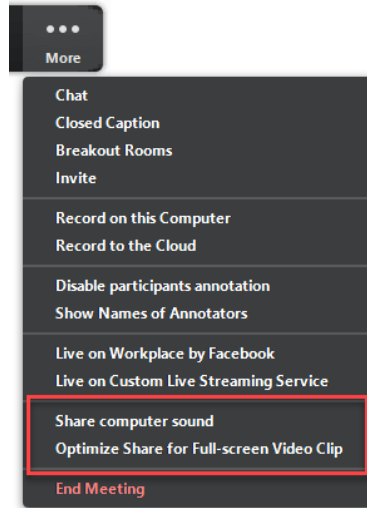 More
Chat
Closed Caption
Breakout Rooms
Invite
Record on this Computer
Record to the Cloud
Disable participants annotation
Show Names of Annotators
Live on Workplace by Facebook
Live on Custom Live Streaming Service
Share computer sound
Optimize Share for Full-screen Video Clip
End Meeting